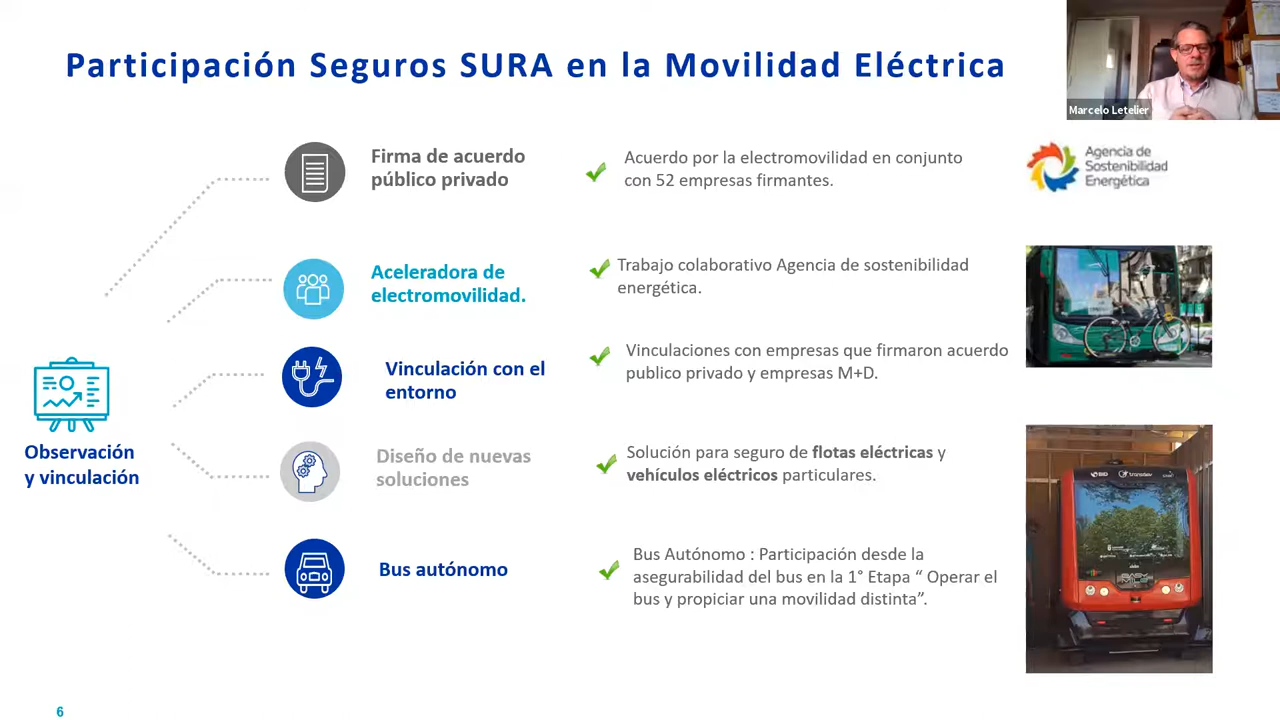 Participación Seguros SURA en la Movilidad Eléctrica
Marcelo Letelier
Firma de acuerdo
público privado
Acuerdo por la electromovilidad en conjunto
con 52 empresas firmantes.
Agencia de
Sostenibilidad
Energética
Aceleradora de
electromovilidad.
Trabajo colaborativo Agencia de sostenibilidad
energética.
Vinculación con el
entorno
Vinculaciones con empresas que firmaron acuerdo
publico privado y empresas M+D.
Observación
y vinculación
Diseño de nuevas
soluciones
Solución para seguro de flotas eléctricas y
vehículos eléctricos particulares.
BID transdev
Bus autónomo
Bus Autónomo : Participación desde la
asegurabilidad del bus en la 1° Etapa “ Operar el
bus y propiciar una movilidad distinta”.
6